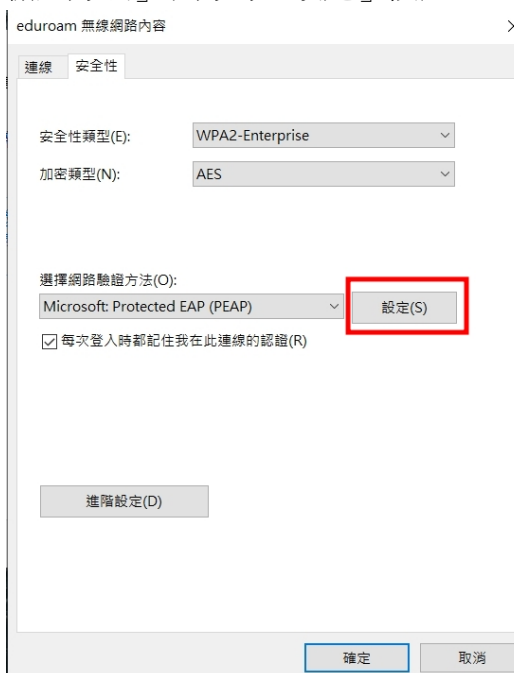 eduroam 無線網路內容
連線 安全性
安全性類型(E): WPA2-Enterprise
加密類型(N): AES
選擇網路驗證方法(O):
Microsoft: Protected EAP (PEAP) 設定(S)
每次登入時都記住我在此連線的認證(R)
進階設定(D)
確定 取消